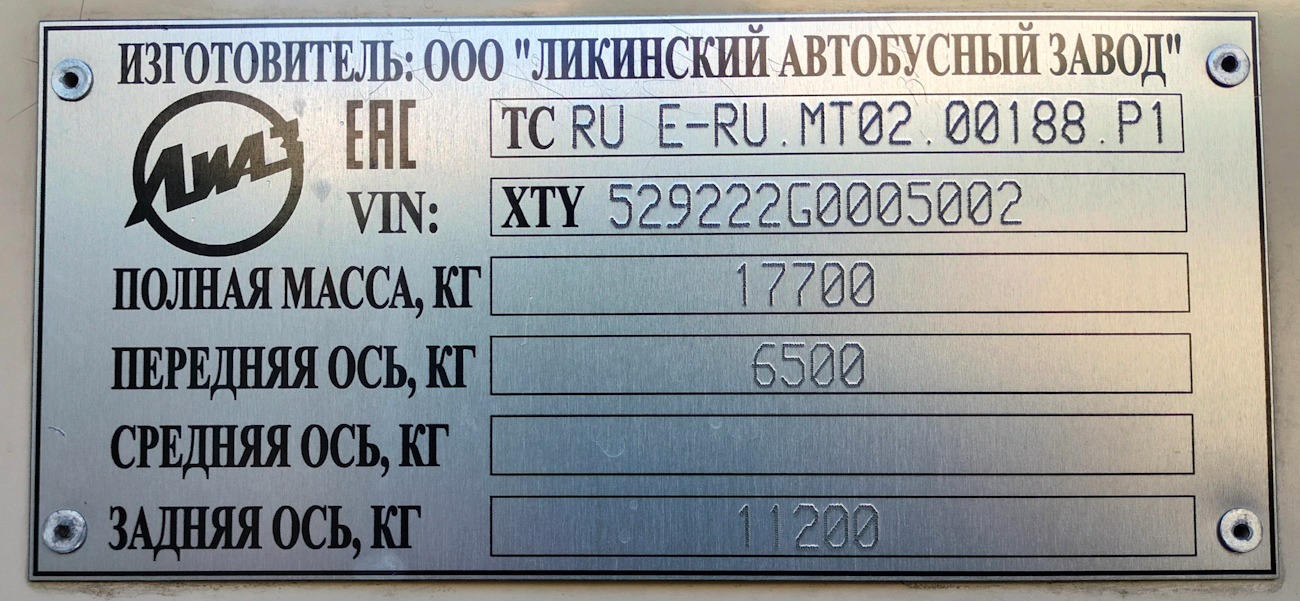 ИЗГОТОВИТЕЛЬ: ООО "ЛИКИНСКИЙ АВТОБУСНЫЙ ЗАВОД"
ЛиАЗ
ЕАС
ТС RU E-RU.MT02.00188.P1
VIN: XTY 529222G0005002
ПОЛНАЯ МАССА, КГ 17700
ПЕРЕДНЯЯ ОСЬ, КГ 6500
СРЕДНЯЯ ОСЬ, КГ
ЗАДНЯЯ ОСЬ, КГ 11200